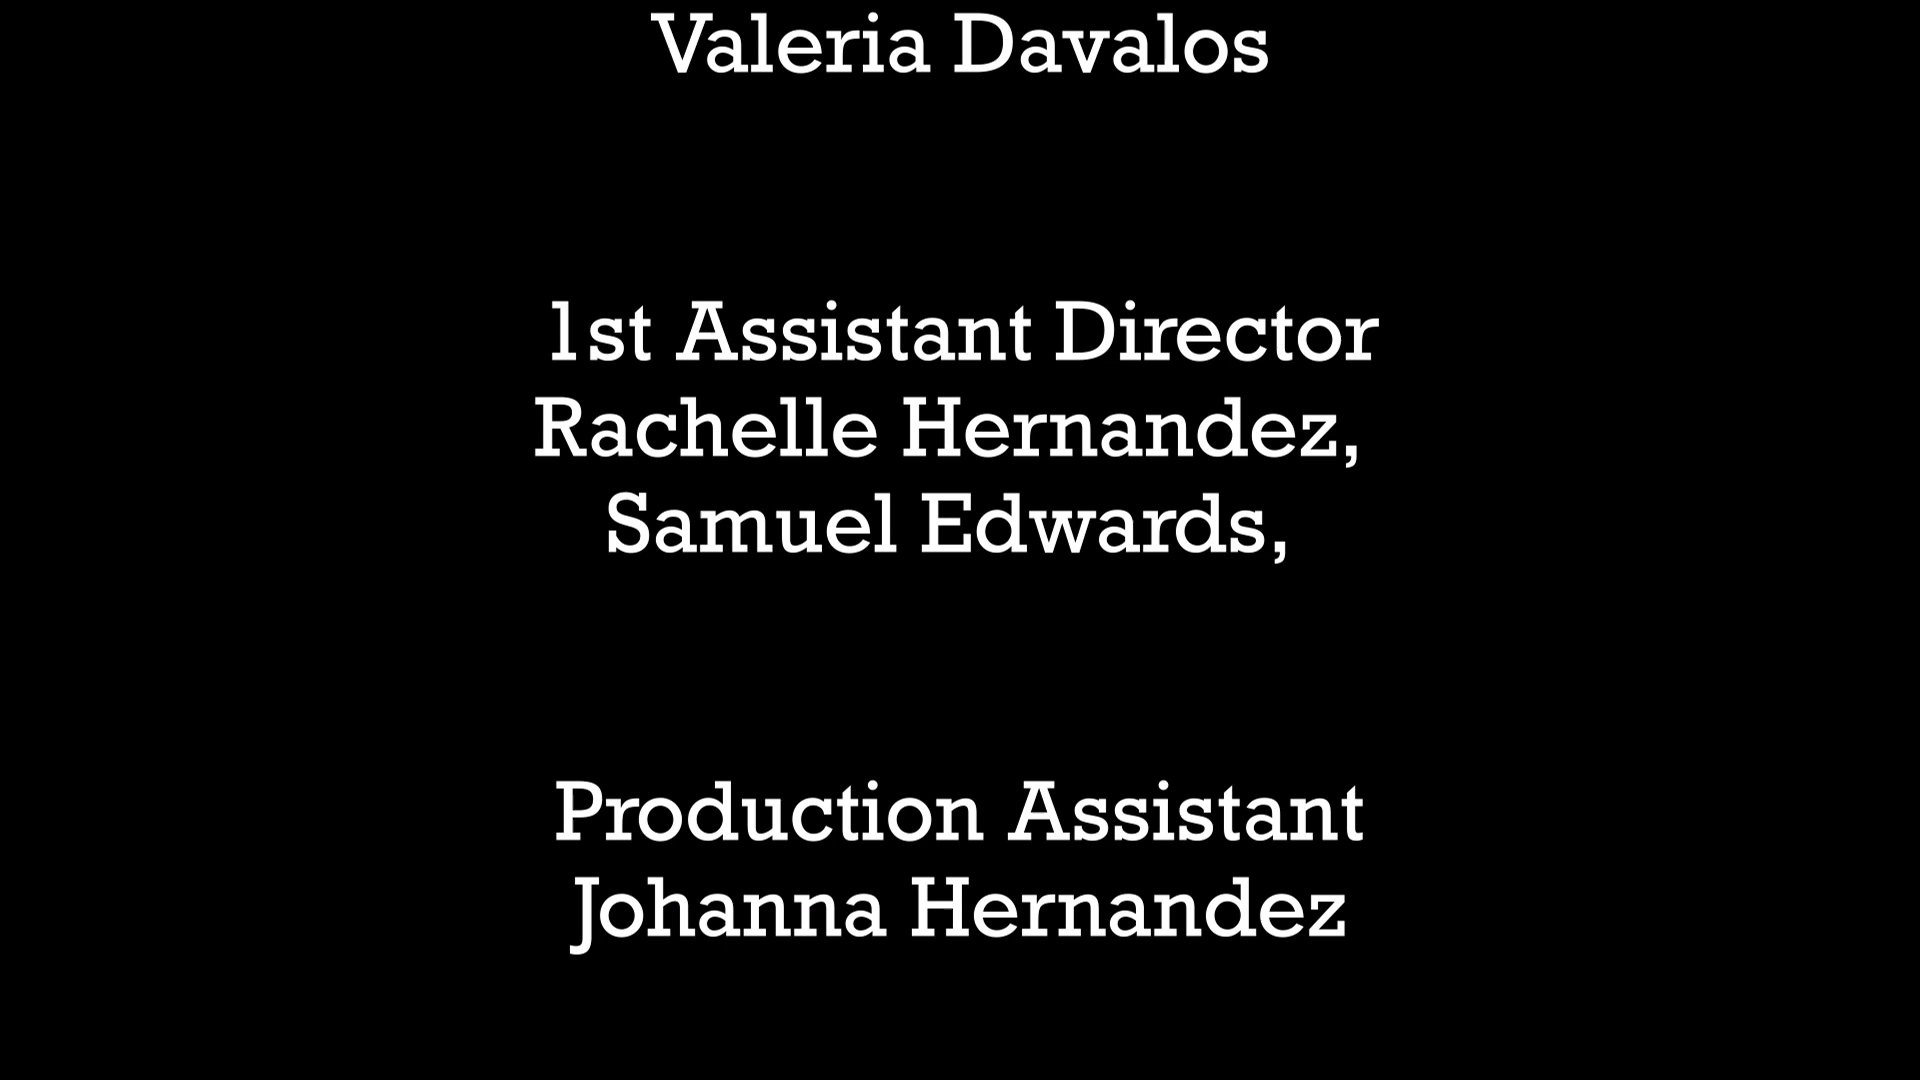 Valeria Davalos
1st Assistant Director
Rachelle Hernandez,
Samuel Edwards,
Production Assistant
Johanna Hernandez